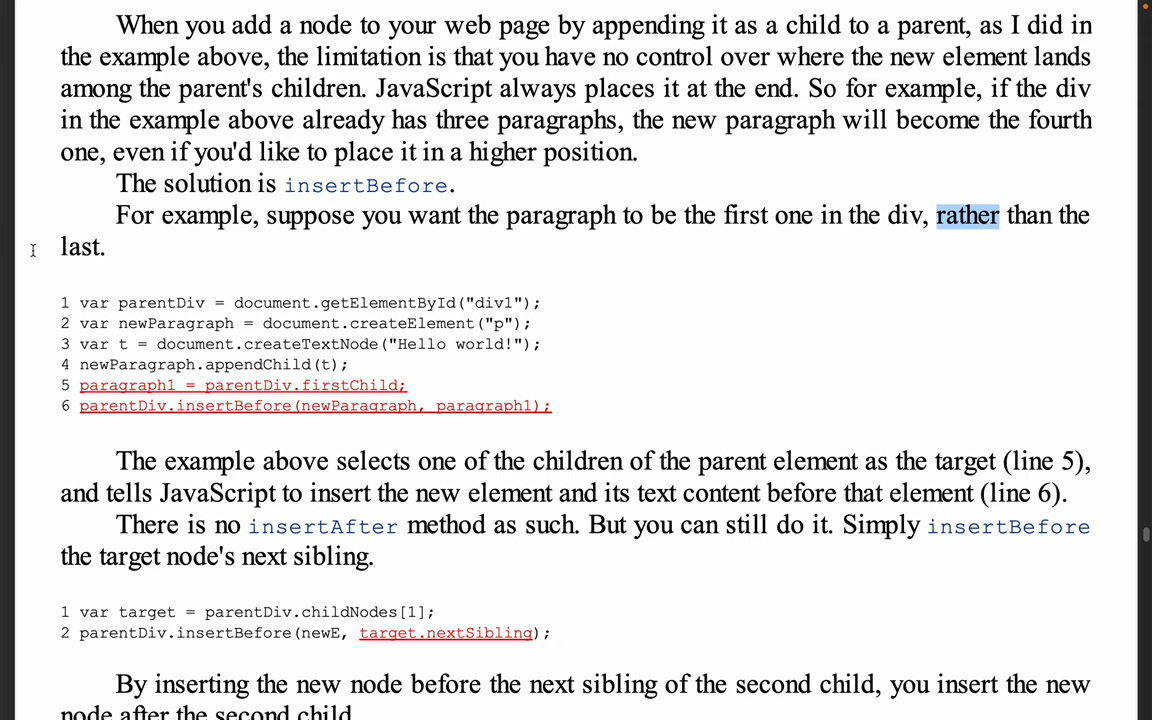 When you add a node to your web page by appending it as a child to a parent, as I did in
the example above, the limitation is that you have no control over where the new element lands
among the parent's children. JavaScript always places it at the end. So for example, if the div
in the example above already has three paragraphs, the new paragraph will become the fourth
one, even if you'd like to place it in a higher position.
The solution is insertBefore.
For example, suppose you want the paragraph to be the first one in the div, rather than the
last.
1 var parentDiv = document.getElementById("div1");
2 var newParagraph = document.createElement("p");
3 var t = document.createTextNode("Hello world!");
4 newParagraph.appendChild(t);
5 paragraph1 = parentDiv.firstChild;
6 parentDiv.insertBefore(newParagraph, paragraph1);
The example above selects one of the children of the parent element as the target (line 5),
and tells JavaScript to insert the new element and its text content before that element (line 6).
There is no insertAfter method as such. But you can still do it. Simply insertBefore
the target node's next sibling.
1 var target = parentDiv.childNodes[1];
2 parentDiv.insertBefore(newE, target.nextSibling);
By inserting the new node before the next sibling of the second child, you insert the new
node after the second child.